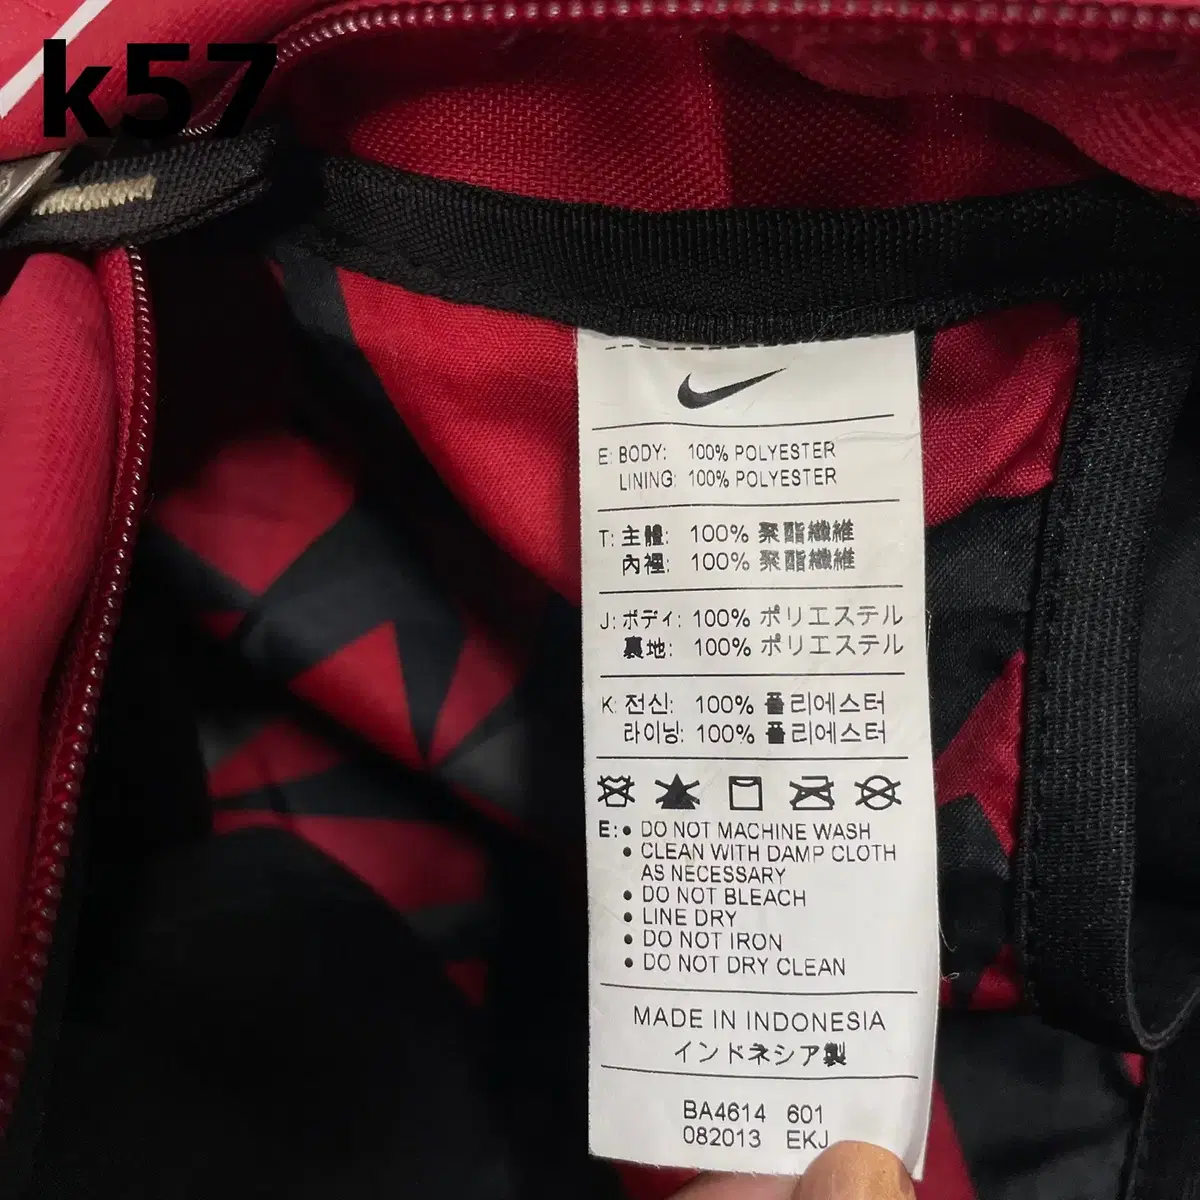 k57
E: BODY: 100% POLYESTER
LINING: 100% POLYESTER
T: 主體: 100% 聚酯纖維
內裡: 100% 聚酯纖維
J: ボディ: 100% ポリエステル
裏地: 100% ポリエステル
K: 전신: 100% 폴리에스터
라이닝: 100% 폴리에스터
E: • DO NOT MACHINE WASH
• CLEAN WITH DAMP CLOTH
AS NECESSARY
• DO NOT BLEACH
• LINE DRY
• DO NOT IRON
• DO NOT DRY CLEAN
MADE IN INDONESIA
インドネシア製
BA4614 601
082013 EKJ